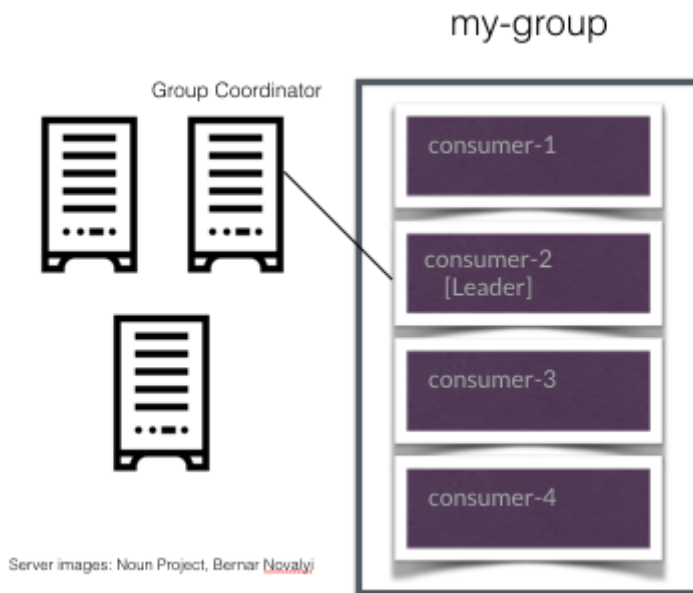 my-group
Group Coordinator
consumer-1
consumer-2
[Leader]
consumer-3
consumer-4
Server images: Noun Project, Bernar Novalyi